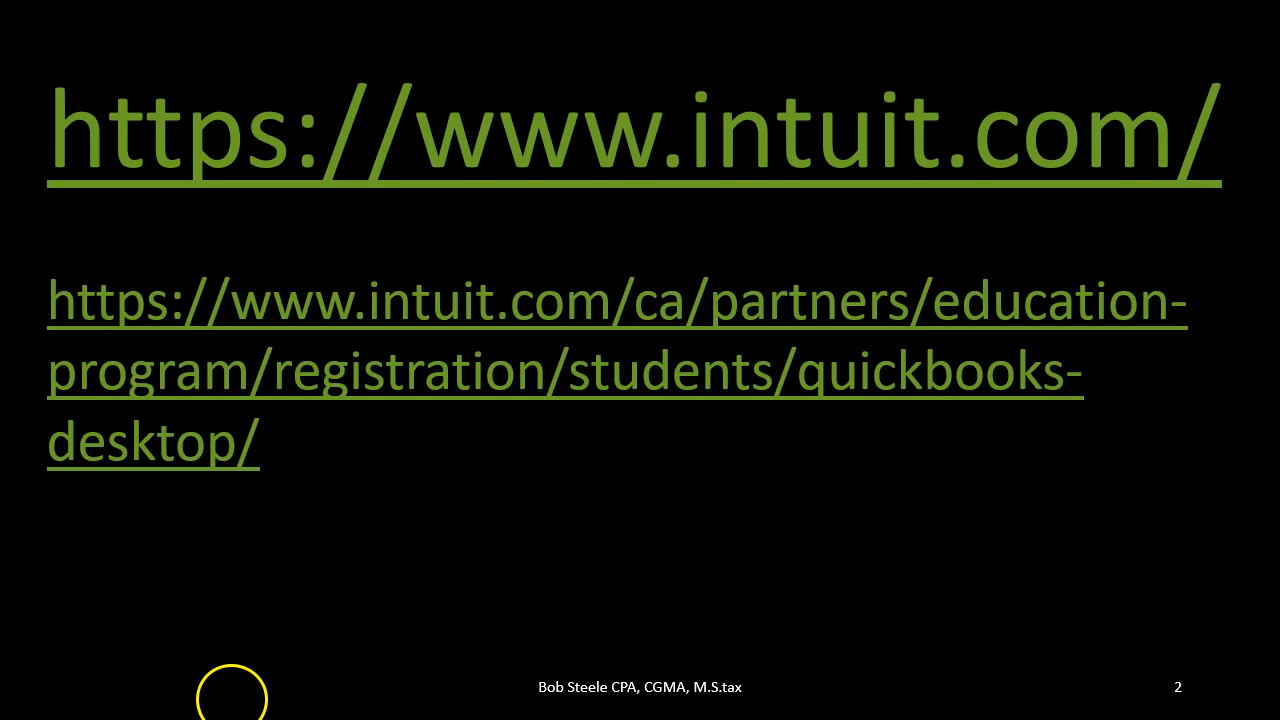 https://www.intuit.com/
https://www.intuit.com/ca/partners/education-
program/registration/students/quickbooks-
desktop/
Bob Steele CPA, CGMA, M.S.tax
2